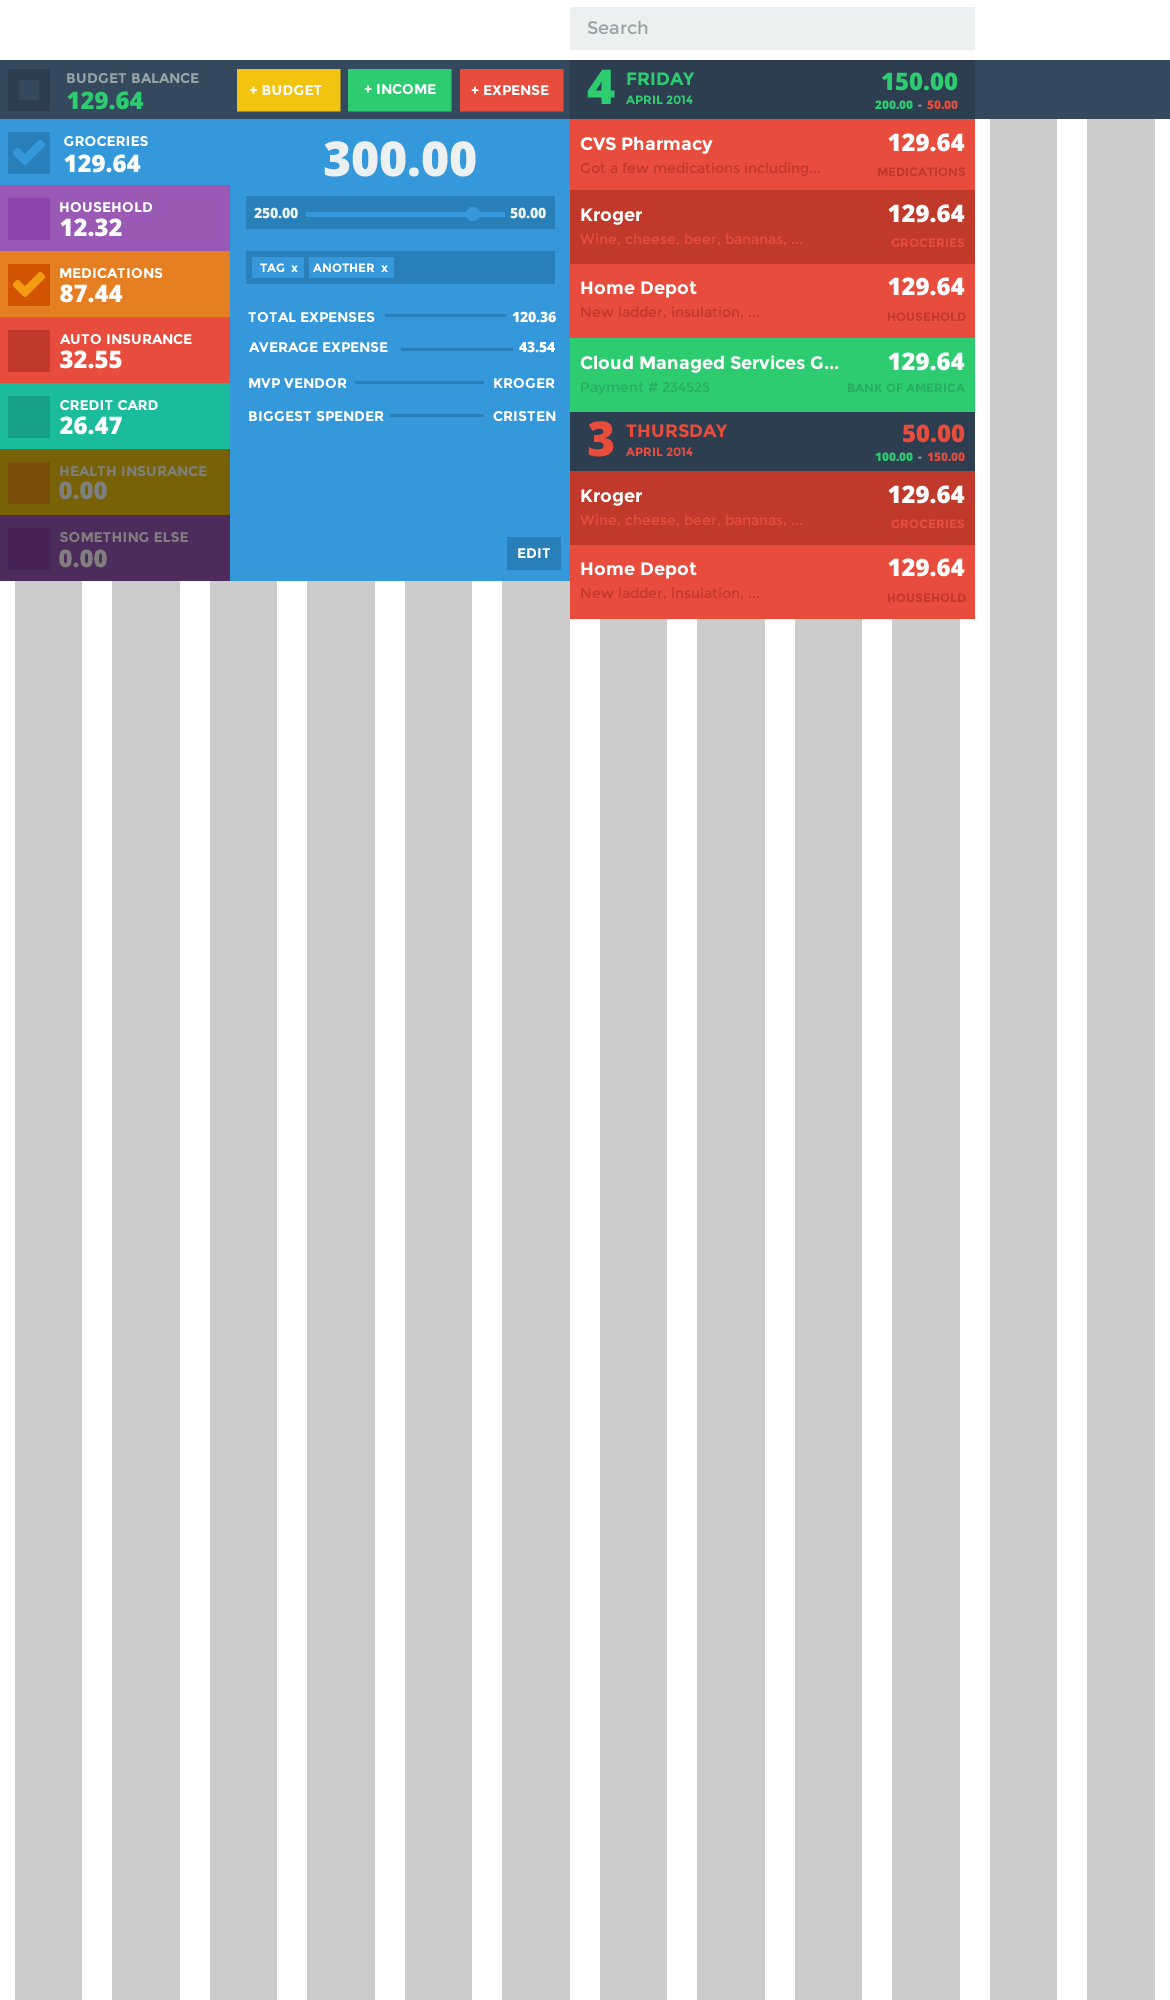 Search
BUDGET BALANCE
129.64
+ BUDGET
+ INCOME
+ EXPENSE
GROCERIES
129.64
HOUSEHOLD
12.32
MEDICATIONS
87.44
AUTO INSURANCE
32.55
CREDIT CARD
26.47
HEALTH INSURANCE
0.00
SOMETHING ELSE
0.00
300.00
250.00 50.00
TAG x ANOTHER x
TOTAL EXPENSES 120.36
AVERAGE EXPENSE 43.54
MVP VENDOR KROGER
BIGGEST SPENDER CRISTEN
EDIT
4 FRIDAY 150.00
APRIL 2014 200.00 - 50.00
CVS Pharmacy 129.64
Got a few medications including... MEDICATIONS
Kroger 129.64
Wine, cheese, beer, bananas, ... GROCERIES
Home Depot 129.64
New ladder, insulation, ... HOUSEHOLD
Cloud Managed Services G... 129.64
Payment # 234525 BANK OF AMERICA
3 THURSDAY 50.00
APRIL 2014 100.00 - 150.00
Kroger 129.64
Wine, cheese, beer, bananas, ... GROCERIES
Home Depot 129.64
New ladder, insulation, ... HOUSEHOLD